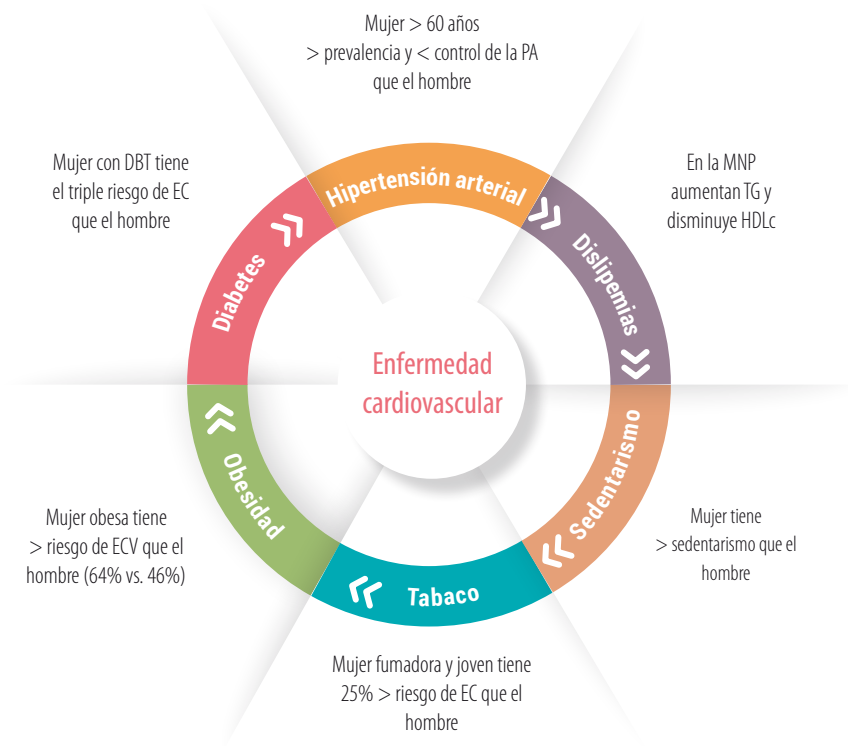 Mujer > 60 años
> prevalencia y < control de la PA
que el hombre
Hipertensión arterial
En la MNP
aumentan TG y
disminuye HDLc
Dislipemias
Mujer tiene
> sedentarismo que el
hombre
Sedentarismo
Mujer fumadora y joven tiene
25% > riesgo de EC que el
hombre
Tabaco
Mujer obesa tiene
> riesgo de ECV que el
hombre (64% vs. 46%)
Obesidad
Mujer con DBT tiene
el triple riesgo de EC
que el hombre
Diabetes
Enfermedad
cardiovascular